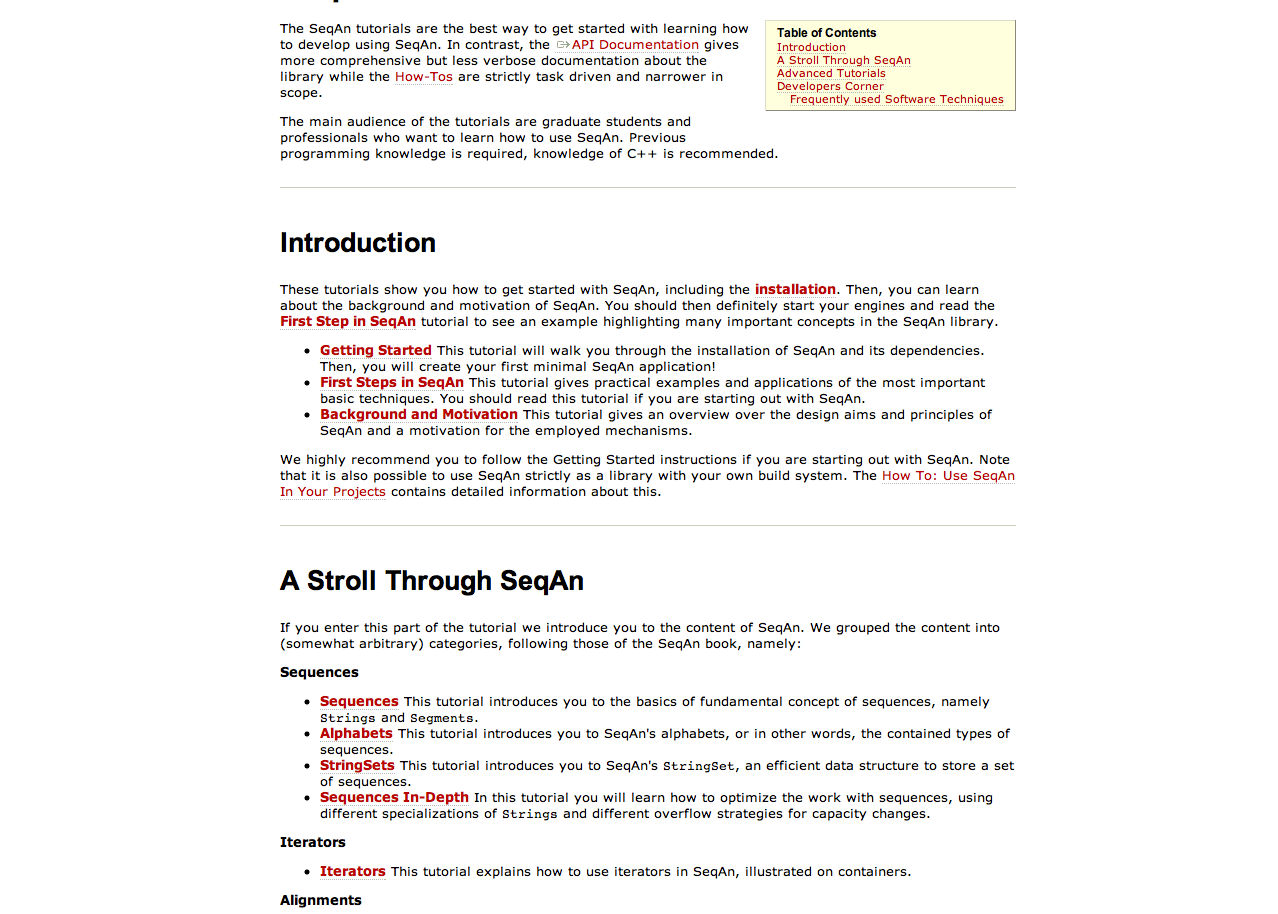 The SeqAn tutorials are the best way to get started with learning how
to develop using SeqAn. In contrast, the API Documentation gives
more comprehensive but less verbose documentation about the
library while the How-Tos are strictly task driven and narrower in
scope.
Table of Contents
Introduction
A Stroll Through SeqAn
Advanced Tutorials
Developers Corner
Frequently used Software Techniques
The main audience of the tutorials are graduate students and
professionals who want to learn how to use SeqAn. Previous
programming knowledge is required, knowledge of C++ is recommended.
Introduction
These tutorials show you how to get started with SeqAn, including the installation. Then, you can learn
about the background and motivation of SeqAn. You should then definitely start your engines and read the
First Step in SeqAn tutorial to see an example highlighting many important concepts in the SeqAn library.
• Getting Started This tutorial will walk you through the installation of SeqAn and its dependencies.
Then, you will create your first minimal SeqAn application!
• First Steps in SeqAn This tutorial gives practical examples and applications of the most important
basic techniques. You should read this tutorial if you are starting out with SeqAn.
• Background and Motivation This tutorial gives an overview over the design aims and principles of
SeqAn and a motivation for the employed mechanisms.
We highly recommend you to follow the Getting Started instructions if you are starting out with SeqAn. Note
that it is also possible to use SeqAn strictly as a library with your own build system. The How To: Use SeqAn
In Your Projects contains detailed information about this.
A Stroll Through SeqAn
If you enter this part of the tutorial we introduce you to the content of SeqAn. We grouped the content into
(somewhat arbitrary) categories, following those of the SeqAn book, namely:
Sequences
• Sequences This tutorial introduces you to the basics of fundamental concept of sequences, namely
Strings and Segments.
• Alphabets This tutorial introduces you to SeqAn's alphabets, or in other words, the contained types of
sequences.
• StringSets This tutorial introduces you to SeqAn's StringSet, an efficient data structure to store a set
of sequences.
• Sequences In-Depth In this tutorial you will learn how to optimize the work with sequences, using
different specializations of Strings and different overflow strategies for capacity changes.
Iterators
• Iterators This tutorial explains how to use iterators in SeqAn, illustrated on containers.
Alignments